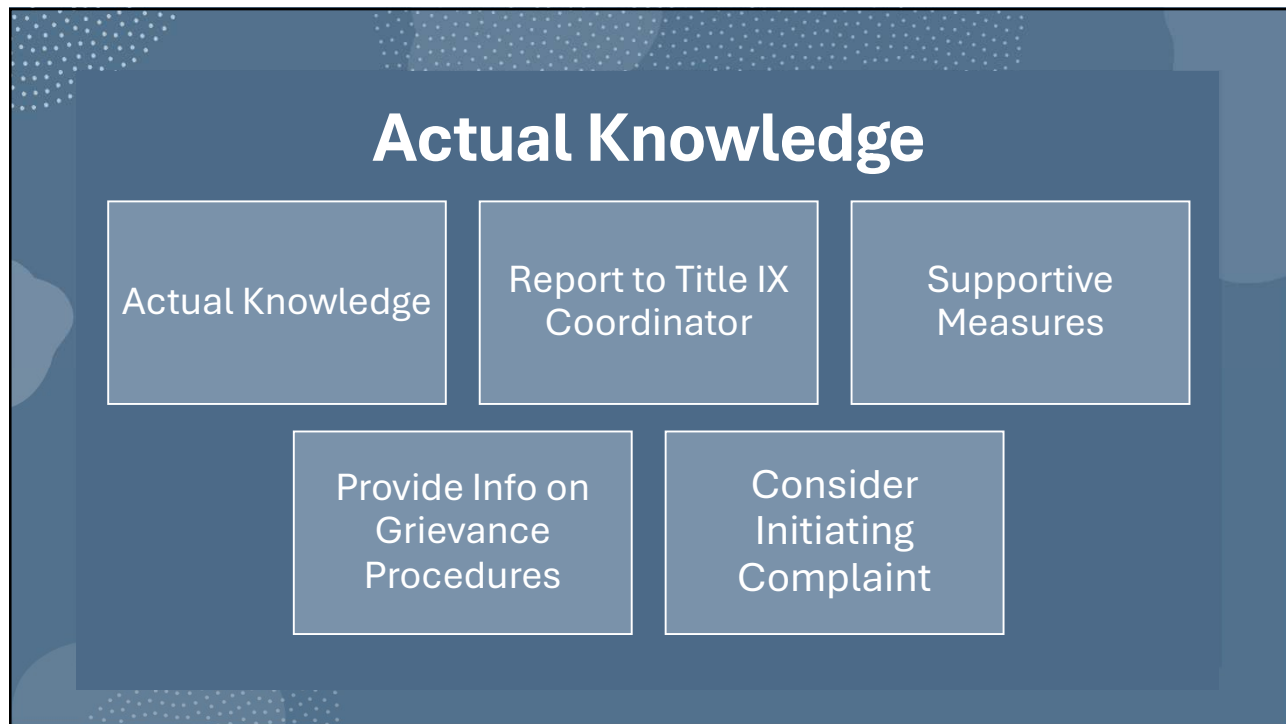 Actual Knowledge
Actual Knowledge
Report to Title IX
Coordinator
Supportive
Measures
Provide Info on
Grievance
Procedures
Consider
Initiating
Complaint